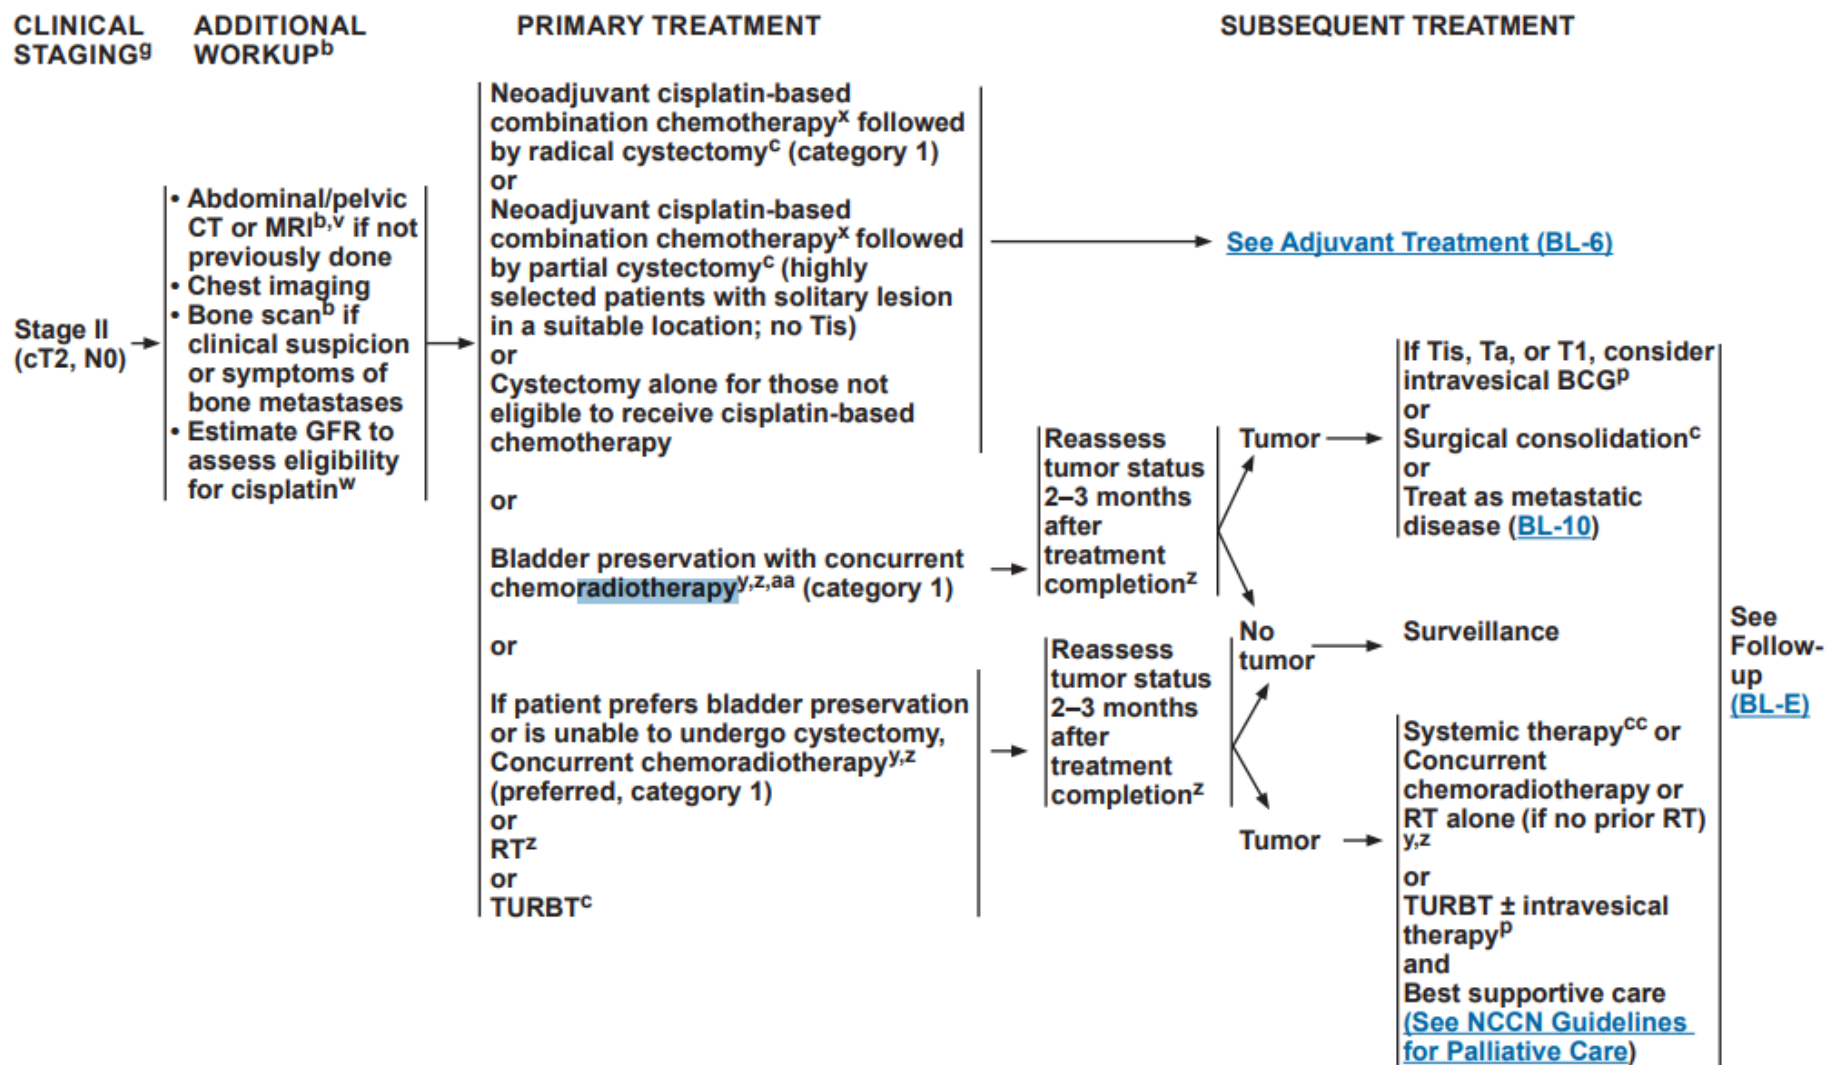 CLINICAL
STAGINGg
ADDITIONAL
WORKUPb
PRIMARY TREATMENT
SUBSEQUENT TREATMENT
Stage II
(cT2, N0)
• Abdominal/pelvic
CT or MRIb,v if not
previously done
• Chest imaging
• Bone scanb if
clinical suspicion
or symptoms of
bone metastases
• Estimate GFR to
assess eligibility
for cisplatinw
Neoadjuvant cisplatin-based
combination chemotherapyx followed
by radical cystectomyc (category 1)
or
Neoadjuvant cisplatin-based
combination chemotherapyx followed
by partial cystectomyc (highly
selected patients with solitary lesion
in a suitable location; no Tis)
or
Cystectomy alone for those not
eligible to receive cisplatin-based
chemotherapy
See Adjuvant Treatment (BL-6)
or
Bladder preservation with concurrent
chemoradiotherapyy,z,aa (category 1)
Reassess
tumor status
2–3 months
after
treatment
completionz
Tumor
If Tis, Ta, or T1, consider
intravesical BCGp
or
Surgical consolidationc
or
Treat as metastatic
disease (BL-10)
or
If patient prefers bladder preservation
or is unable to undergo cystectomy,
Concurrent chemoradiotherapyy,z
(preferred, category 1)
or
RTz
or
TURBTc
Reassess
tumor status
2–3 months
after
treatment
completionz
No
tumor
Surveillance
Tumor
Systemic therapycc or
Concurrent
chemoradiotherapy or
RT alone (if no prior RT)
y,z
or
TURBT ± intravesical
therapyp
and
Best supportive care
(See NCCN Guidelines
for Palliative Care)
See
Follow-
up
(BL-E)